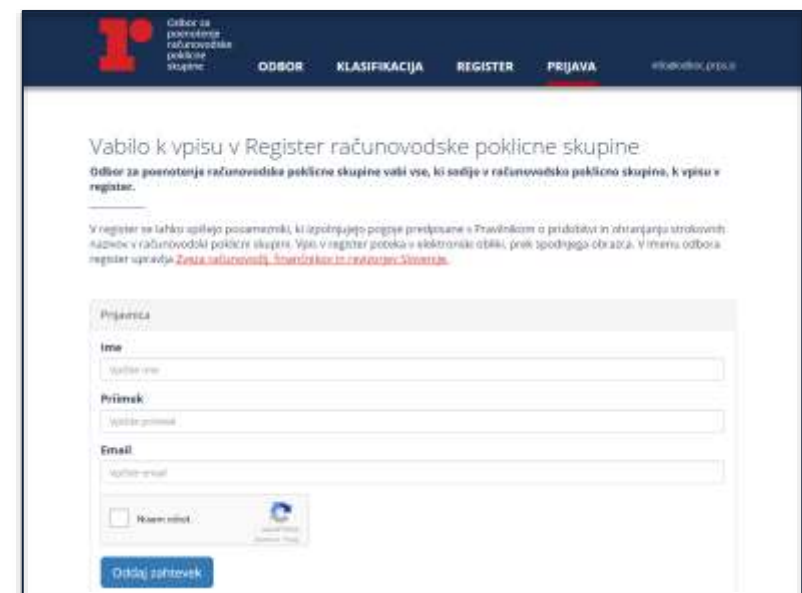 Odbor za
poenotenje
računovodske
poklicne
skupine
ODBOR KLASIFIKACIJA REGISTER PRIJAVA
Vabilo k vpisu v Register računovodske poklicne skupine
Odbor za poenotenje računovodske poklicne skupine vabi vse, ki sodijo v računovodsko poklicno skupino, k vpisu v
register.
V register se lahko vpišejo posamezniki, ki izpolnjujejo pogoje predpisane s Pravilnikom o pridobitvi in ohranjanju strokovnih
nazivov v računovodski poklicni skupini. Vpis v register poteka v elektronski obliki, prek spodnjega obrazca. V imenu odbora
register upravlja Zveza računovodij, finančnikov in revizorjev Slovenije.
Prijavnica
Ime
Vpišite ime
Priimek
Vpišite priimek
Email
Vpišite email
Nisem robot
Oddaj zahtevek